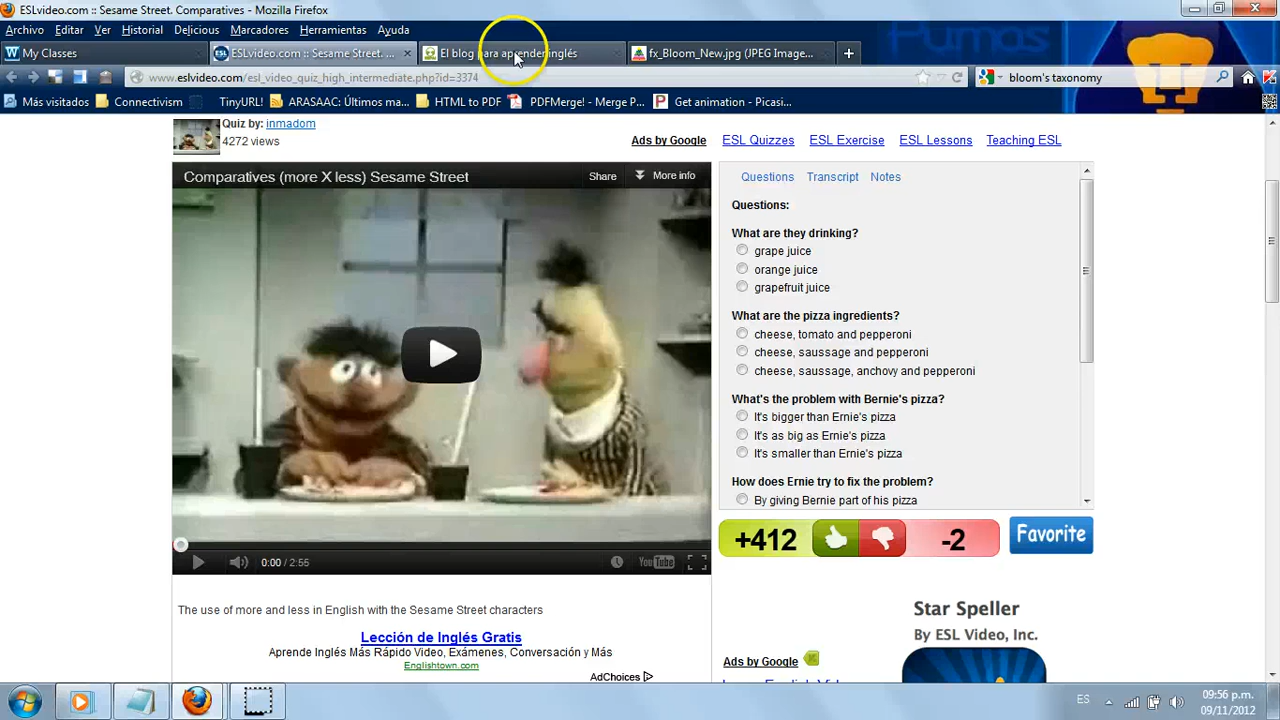 ESLvideo.com :: Sesame Street. Comparatives - Mozilla Firefox
Archivo Editar Ver Historial Delicious Marcadores Herramientas Ayuda
My Classes
ESLvideo.com :: Sesame Street. ...
El blog para aprender inglés
fx_Bloom_New.jpg (JPEG Image...
www.eslvideo.com/esl_video_quiz_high_intermediate.php?id=3374
bloom's taxonomy
Más visitados Connectivism TinyURL! ARASAAC: Últimos ma... HTML to PDF PDFMerge! - Merge P... Get animation - Picasi...
Pumas
Quiz by: inmadom
4272 views
Ads by Google ESL Quizzes ESL Exercise ESL Lessons Teaching ESL
Comparatives (more X less) Sesame Street
Share More info
0:00 / 2:55
YouTube
Questions Transcript Notes
Questions:
What are they drinking?
grape juice
orange juice
grapefruit juice
What are the pizza ingredients?
cheese, tomato and pepperoni
cheese, saussage and pepperoni
cheese, saussage, anchovy and pepperoni
What's the problem with Bernie's pizza?
It's bigger than Ernie's pizza
It's as big as Ernie's pizza
It's smaller than Ernie's pizza
How does Ernie try to fix the problem?
By giving Bernie part of his pizza
+412 -2 Favorite
The use of more and less in English with the Sesame Street characters
Lección de Inglés Gratis
Aprende Inglés Más Rápido Video, Exámenes, Conversación y Más
Englishtown.com
AdChoices
Star Speller
By ESL Video, Inc.
Ads by Google
ES
09:56 p.m.
09/11/2012